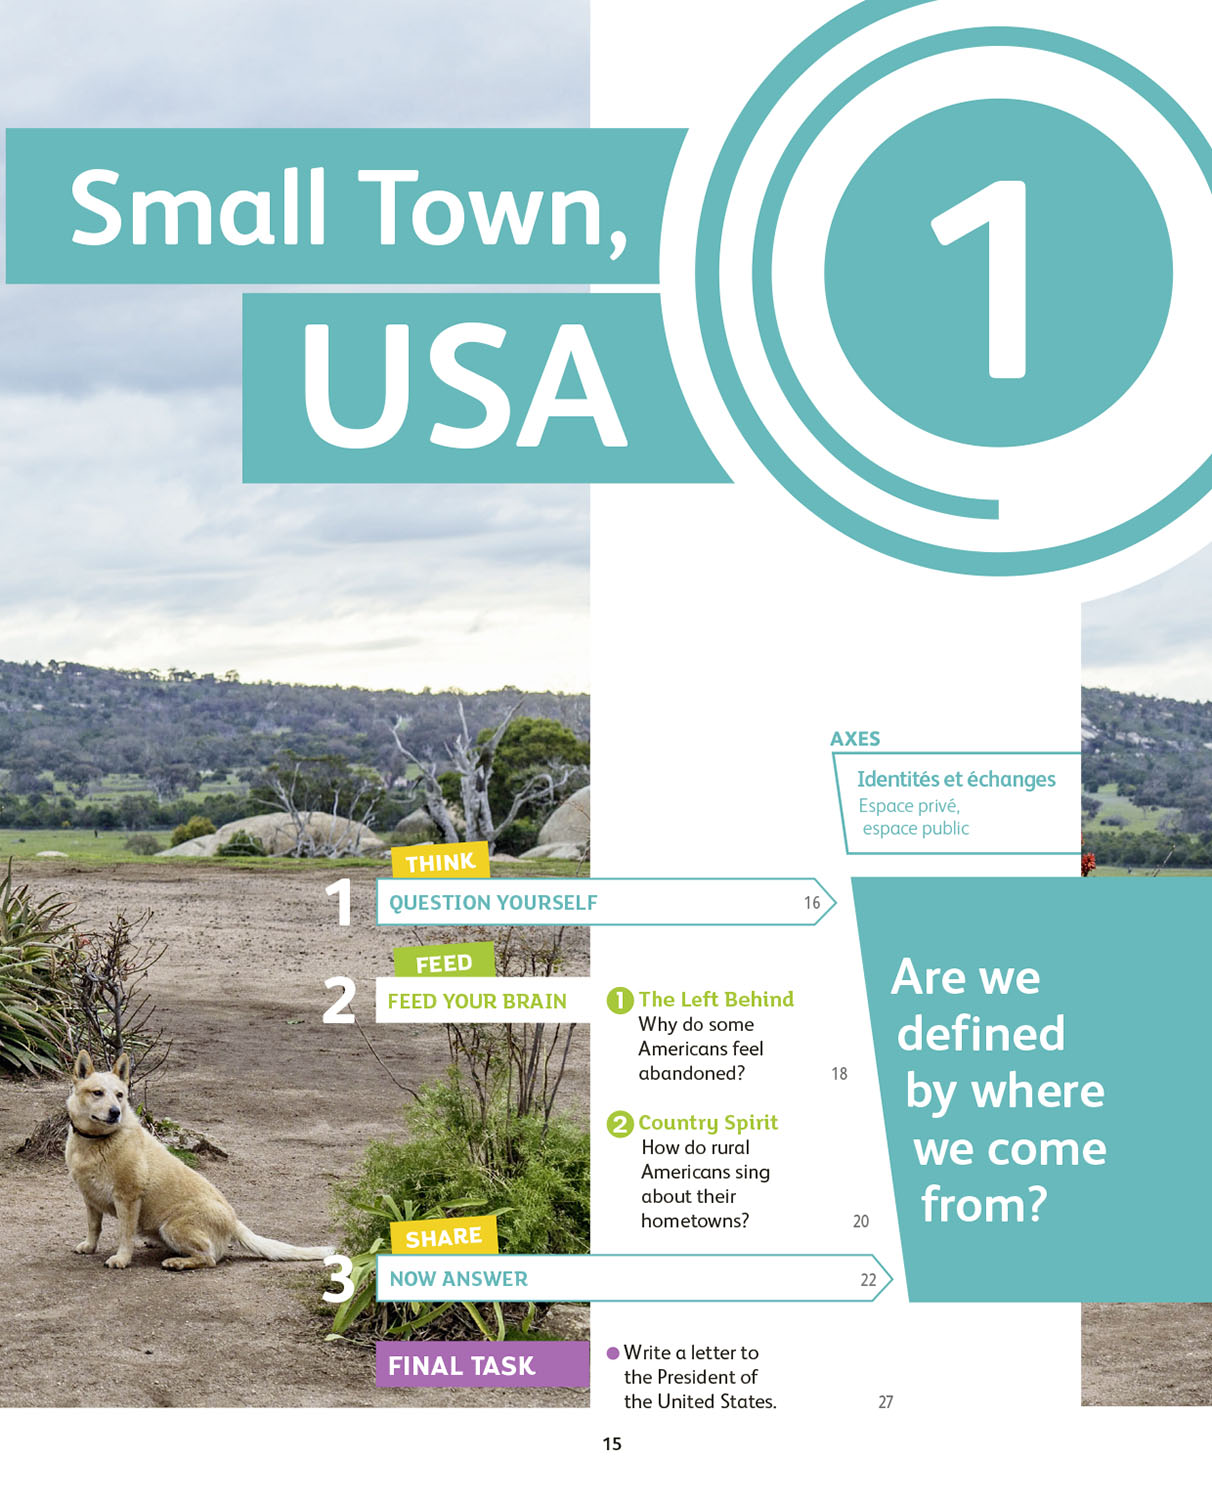 Small Town,
USA
1
AXES
Identités et échanges
Espace privé,
espace public
THINK
1
QUESTION YOURSELF
16
FEED
2
FEED YOUR BRAIN
1 The Left Behind
Why do some
Americans feel
abandoned?
18
2 Country Spirit
How do rural
Americans sing
about their
hometowns?
20
SHARE
3
NOW ANSWER
22
FINAL TASK
Write a letter to
the President of
the United States.
27
Are we
defined
by where
we come
from?
15